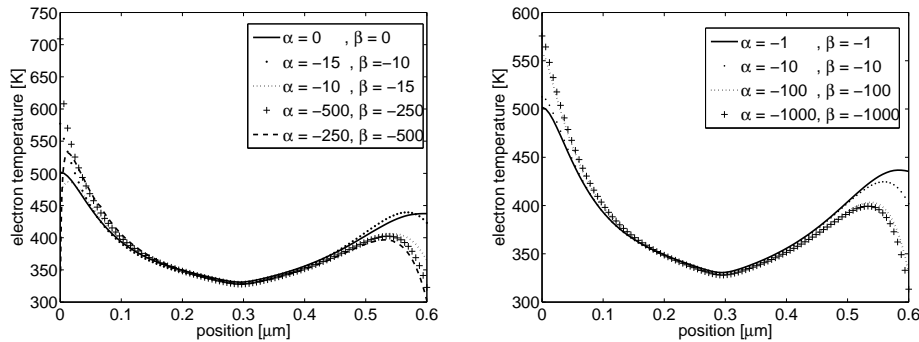 750
700
650
600
550
500
450
400
350
300
electron temperature [K]
α = 0 , β = 0
α = −15 , β = −10
α = −10 , β = −15
α = −500, β = −250
α = −250, β = −500
0 0.1 0.2 0.3 0.4 0.5 0.6
position [μm]
600
550
500
450
400
350
300
electron temperature [K]
α = −1 , β = −1
α = −10 , β = −10
α = −100 , β = −100
α = −1000, β = −1000
0 0.1 0.2 0.3 0.4 0.5 0.6
position [μm]